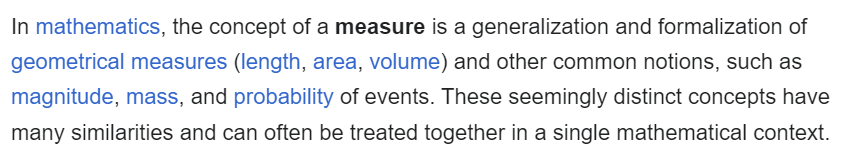 In mathematics, the concept of a measure is a generalization and formalization of
geometrical measures (length, area, volume) and other common notions, such as
magnitude, mass, and probability of events. These seemingly distinct concepts have
many similarities and can often be treated together in a single mathematical context.